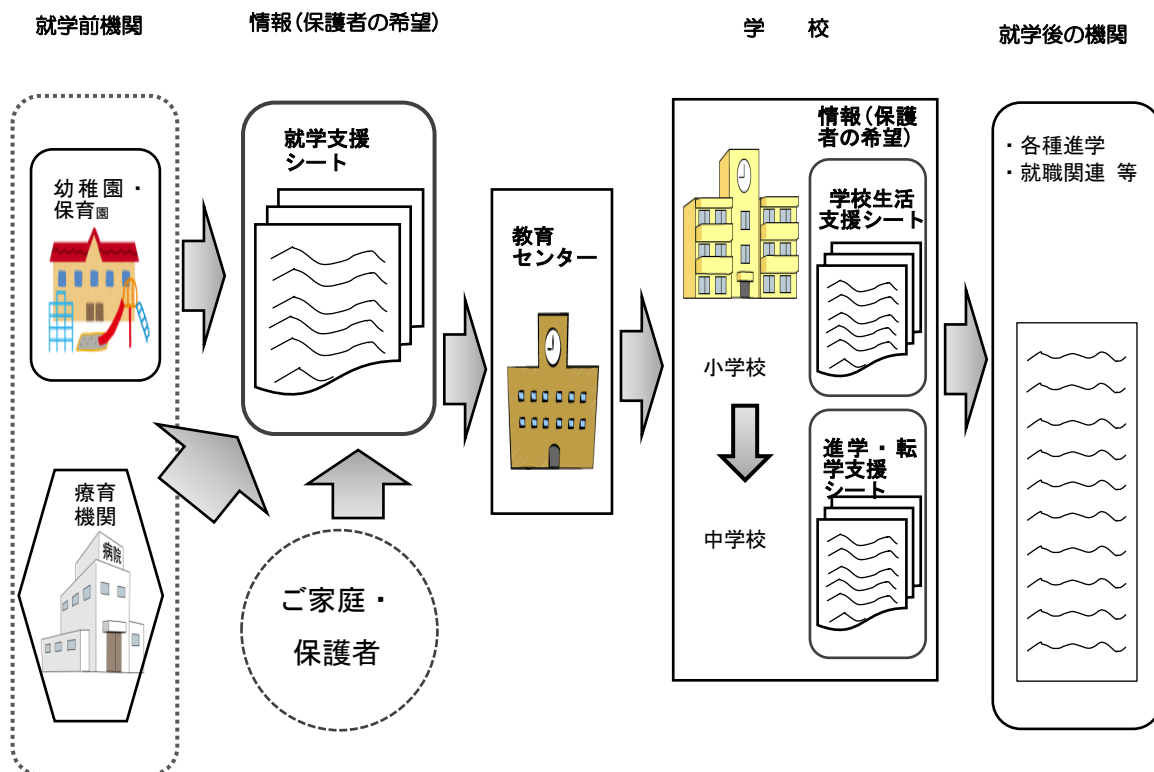 就学前機関
情報(保護者の希望)
学　校
就学後の機関
幼稚園・
保育園
療育
機関
病院
就学支援
シート
ご家庭・
保護者
教育
センター
情報(保護
者の希望)
学校生活
支援シート
小学校
進学・転
学支援
シート
中学校
・各種進学
・就職関連 等